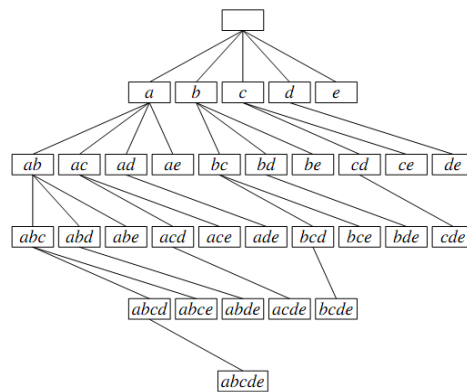 a b c d e
ab ac ad ae bc bd be cd ce de
abc abd abe acd ace ade bcd bce bde cde
abcd abce abde acde bcde
abcde